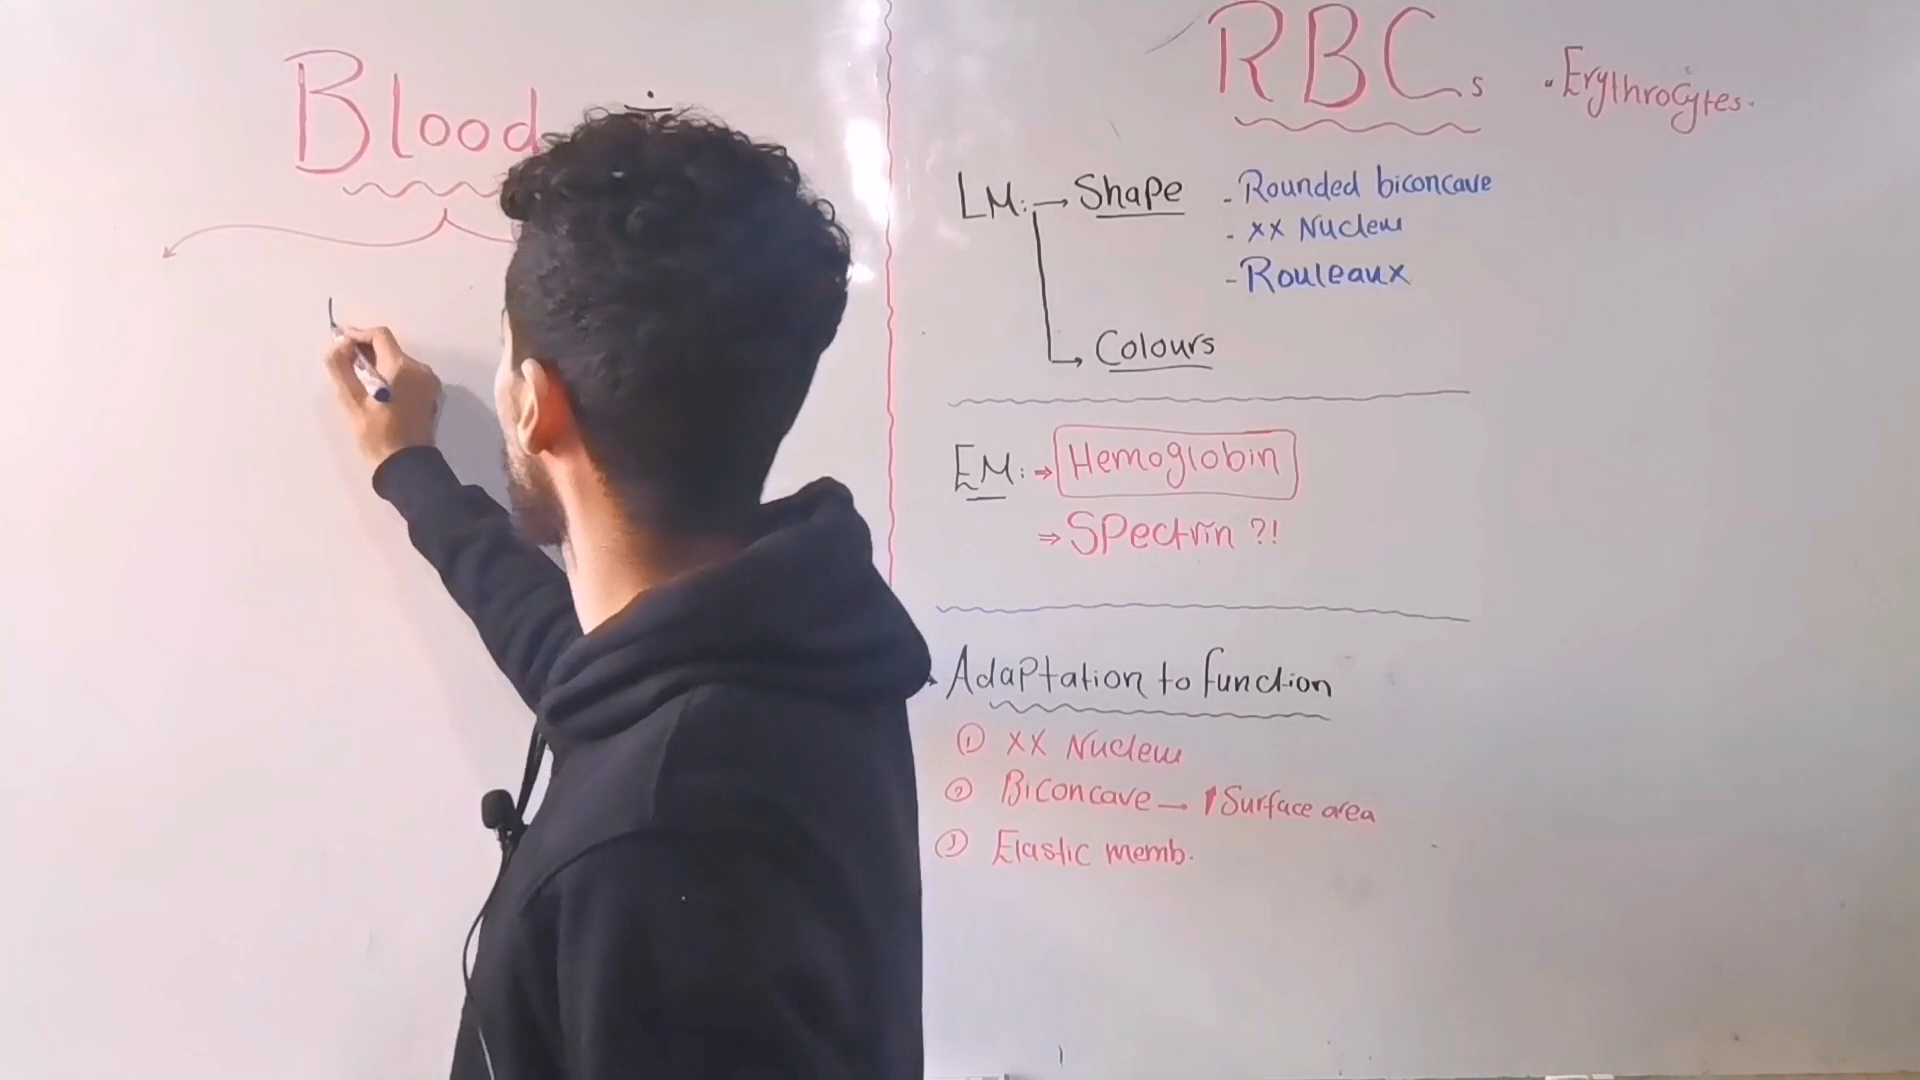 Blood
RBCs "Erythrocytes"
LM: → Shape - Rounded biconcave
- xx Nucleus
- Rouleaux
Colours
EM: ⇒ Hemoglobin
⇒ Spectrin ?!
Adaptation to function
① xx Nucleus
② Biconcave → ↑ Surface area
③ Elastic memb.